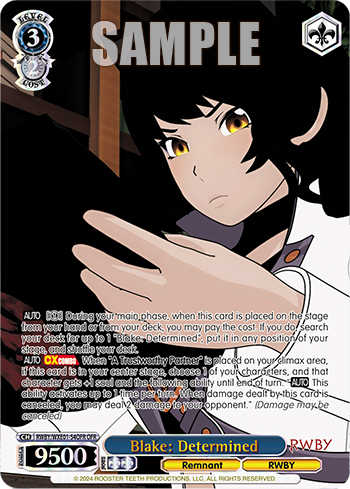 LEVEL
3
SAMPLE
2
COST
AUTO During your main phase, when this card is placed on the stage
from your hand or from your deck, you may pay the cost. If you do, search
your deck for up to 1 "Blake: Determined", put it in any position of your
stage, and shuffle your deck.
AUTO CX COMBO When "A Trustworthy Partner" is placed on your climax area,
if this card is in your center stage, choose 1 of your characters, and that
character gets +1 soul and the following ability until end of turn. "AUTO This
ability activates up to 1 time per turn. When damage dealt by this card is
canceled, you may deal 2 damage to your opponent." (Damage may be
canceled)
CH
POWER
9500
Blake: Determined
RWBY
Remnant
RWBY
© 2024 ROOSTER TEETH PRODUCTIONS, LLC, ALL RIGHTS RESERVED.